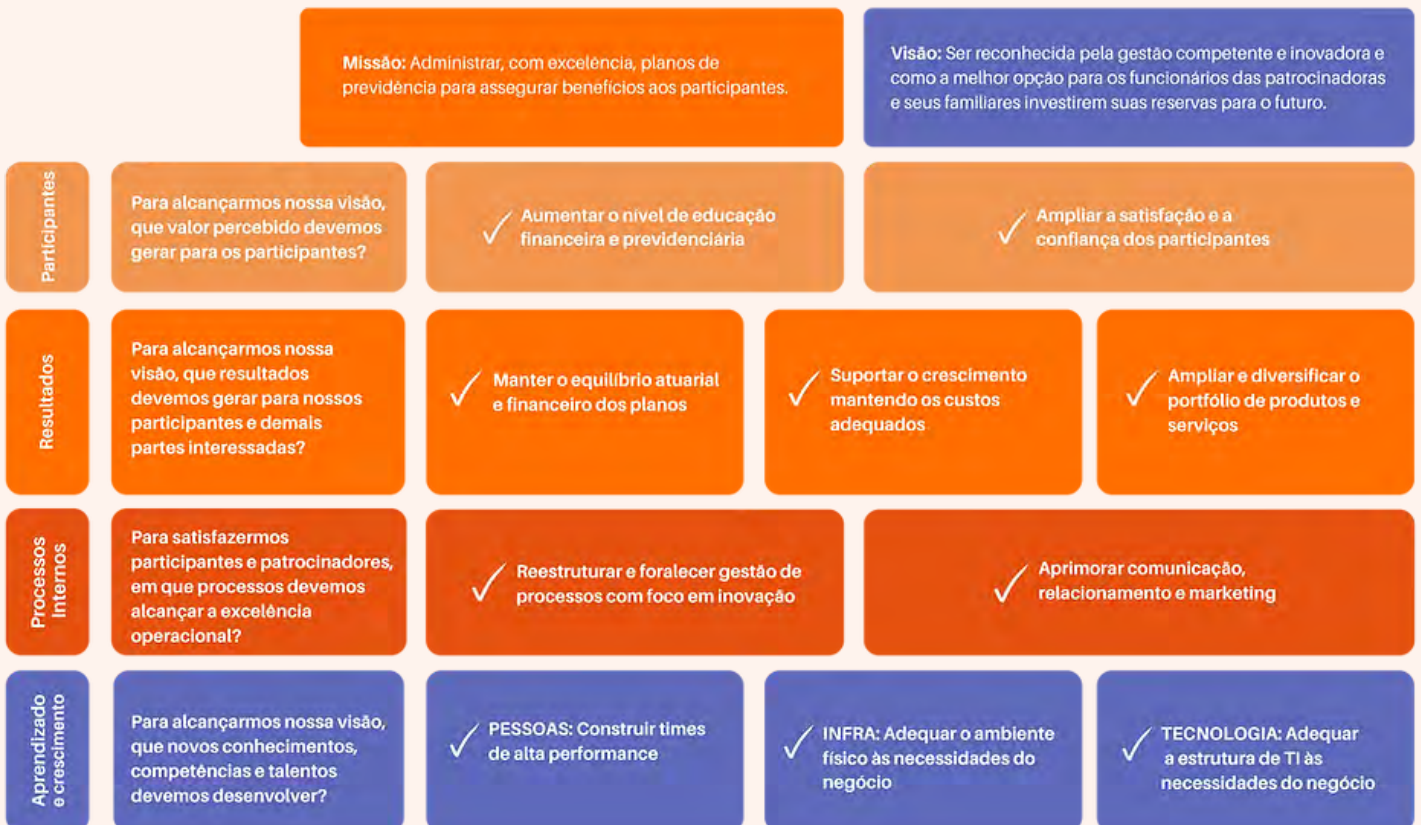 Missão: Administrar, com excelência, planos de
previdência para assegurar benefícios aos participantes.
Visão: Ser reconhecida pela gestão competente e inovadora e
como a melhor opção para os funcionários das patrocinadoras
e seus familiares investirem suas reservas para o futuro.
Participantes
Para alcançarmos nossa visão,
que valor percebido devemos
gerar para os participantes?
Aumentar o nível de educação
financeira e previdenciária
Ampliar a satisfação e a
confiança dos participantes
Resultados
Para alcançarmos nossa
visão, que resultados
devemos gerar para nossos
participantes e demais
partes interessadas?
Manter o equilíbrio atuarial
e financeiro dos planos
Suportar o crescimento
mantendo os custos
adequados
Ampliar e diversificar o
portfólio de produtos e
serviços
Processos
Internos
Para satisfazermos
participantes e patrocinadores,
em que processos devemos
alcançar a excelência
operacional?
Reestruturar e foralecer gestão de
processos com foco em inovação
Aprimorar comunicação,
relacionamento e marketing
Aprendizado
e crescimento
Para alcançarmos nossa visão,
que novos conhecimentos,
competências e talentos
devemos desenvolver?
PESSOAS: Construir times
de alta performance
INFRA: Adequar o ambiente
físico às necessidades do
negócio
TECNOLOGIA: Adequar
a estrutura de TI às
necessidades do negócio